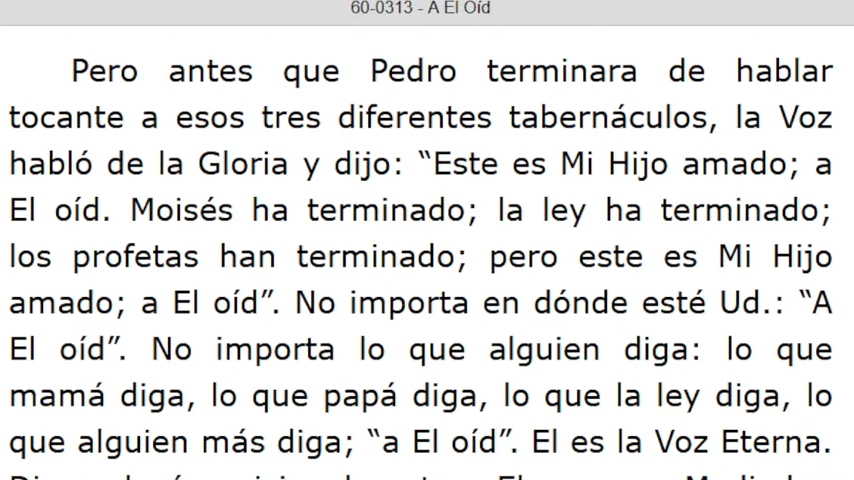 60-0313 - A El Oíd
Pero antes que Pedro terminara de hablar
tocante a esos tres diferentes tabernáculos, la Voz
habló de la Gloria y dijo: “Este es Mi Hijo amado; a
El oíd. Moisés ha terminado; la ley ha terminado;
los profetas han terminado; pero este es Mi Hijo
amado; a El oíd”. No importa en dónde esté Ud.: “A
El oíd”. No importa lo que alguien diga: lo que
mamá diga, lo que papá diga, lo que la ley diga, lo
que alguien más diga; “a El oíd”. El es la Voz Eterna.